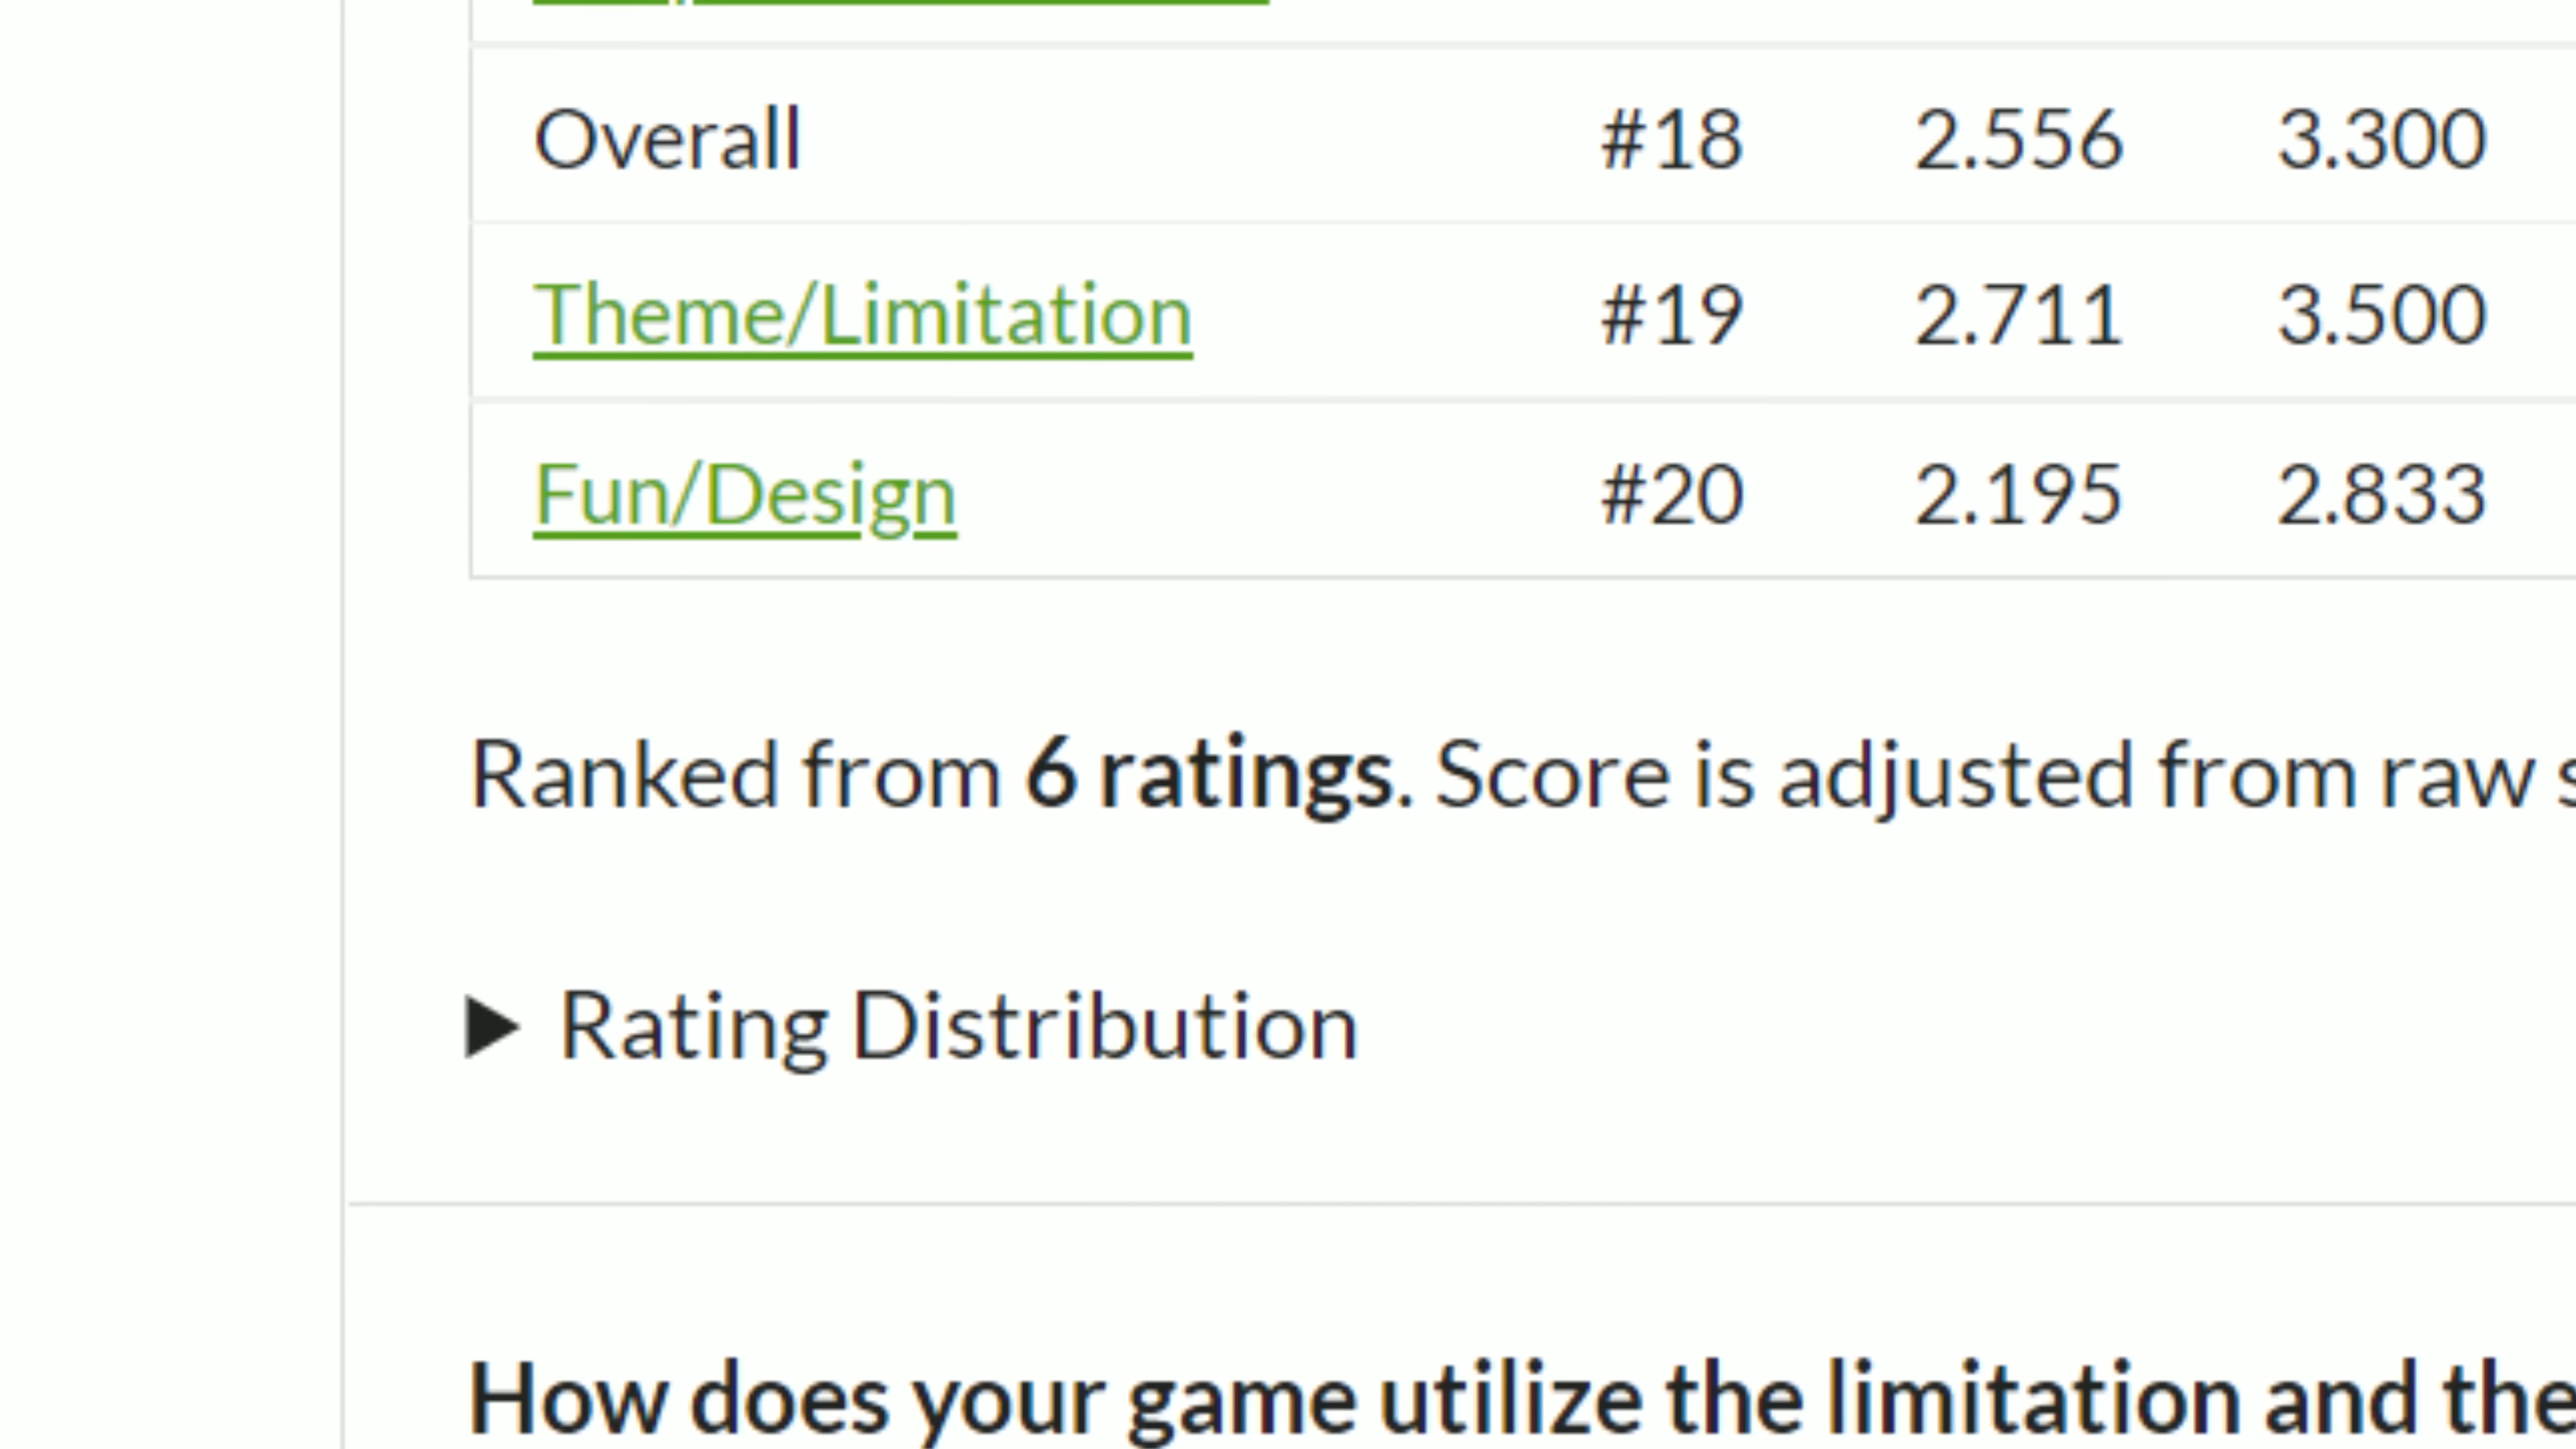 Overall #18 2.556 3.300
Theme/Limitation #19 2.711 3.500
Fun/Design #20 2.195 2.833
Ranked from 6 ratings. Score is adjusted from raw
▶ Rating Distribution
How does your game utilize the limitation and the